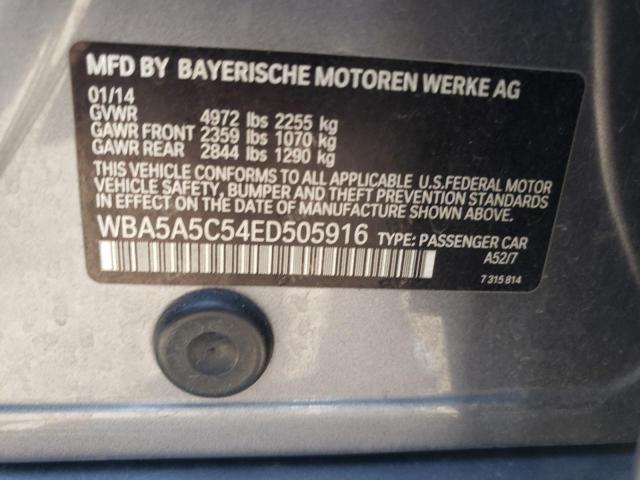 MFD BY BAYERISCHE MOTOREN WERKE AG
01/14
GVWR 4972 lbs 2255 kg
GAWR FRONT 2359 lbs 1070 kg
GAWR REAR 2844 lbs 1290 kg
THIS VEHICLE CONFORMS TO ALL APPLICABLE U.S.FEDERAL MOTOR
VEHICLE SAFETY, BUMPER AND THEFT PREVENTION STANDARDS
IN EFFECT ON THE DATE OF MANUFACTURE SHOWN ABOVE.
WBA5A5C54ED505916 TYPE: PASSENGER CAR
A52/7
7 315 814